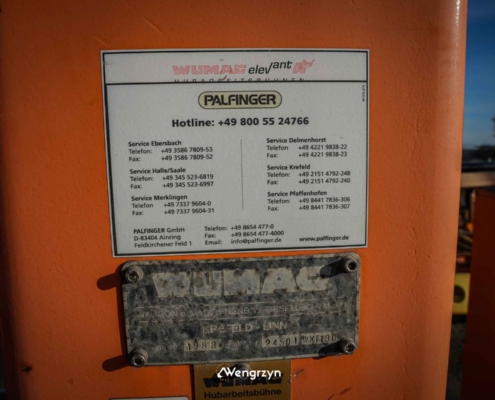 WUMAG elevant
HUBARBEITSBÜHNEN
PALFINGER
Hotline: +49 800 55 24766
Service Ebersbach
Telefon: +49 3586 7809-53
Fax: +49 3586 7809-52
Service Halle/Saale
Telefon: +49 345 523-6819
Fax: +49 345 523-6997
Service Merklingen
Telefon: +49 7337 9604-0
Fax: +49 7337 9604-31
Service Delmenhorst
Telefon +49 4221 9838-22
Fax: +49 4221 9838-23
Service Krefeld
Telefon: +49 2151 4792-248
Fax: +49 2151 4792-240
Service Pfaffenhofen
Telefon: +49 8441 7836-306
Fax: +49 8441 7836-307
PALFINGER GmbH
D-83404 Ainring
Feldkirchener Feld 1
Telefon: +49 8654 477-0
Fax: +49 8654 477-4000
Email: info@palfinger.de
www.palfinger.de
WUMAG
KREFELD-LINN
Wengrzyn
WUMAG
Hubarbeitsbühne